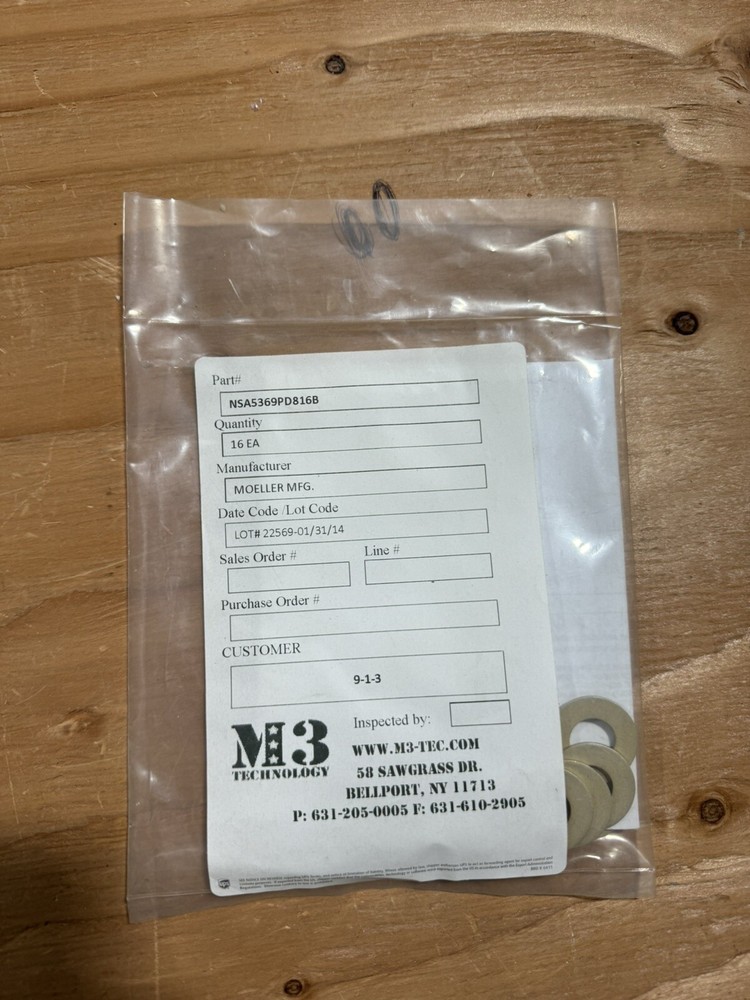 Part#
NSA5369PD816B
Quantity
16 EA
Manufacturer
MOELLER MFG.
Date Code /Lot Code
LOT# 22569-01/31/14
Sales Order # Line #
Purchase Order #
CUSTOMER
9-1-3
Inspected by:
M3
TECHNOLOGY
WWW.M3-TEC.COM
58 SAWGRASS DR.
BELLPORT, NY 11713
P: 631-205-0005 F: 631-610-2905